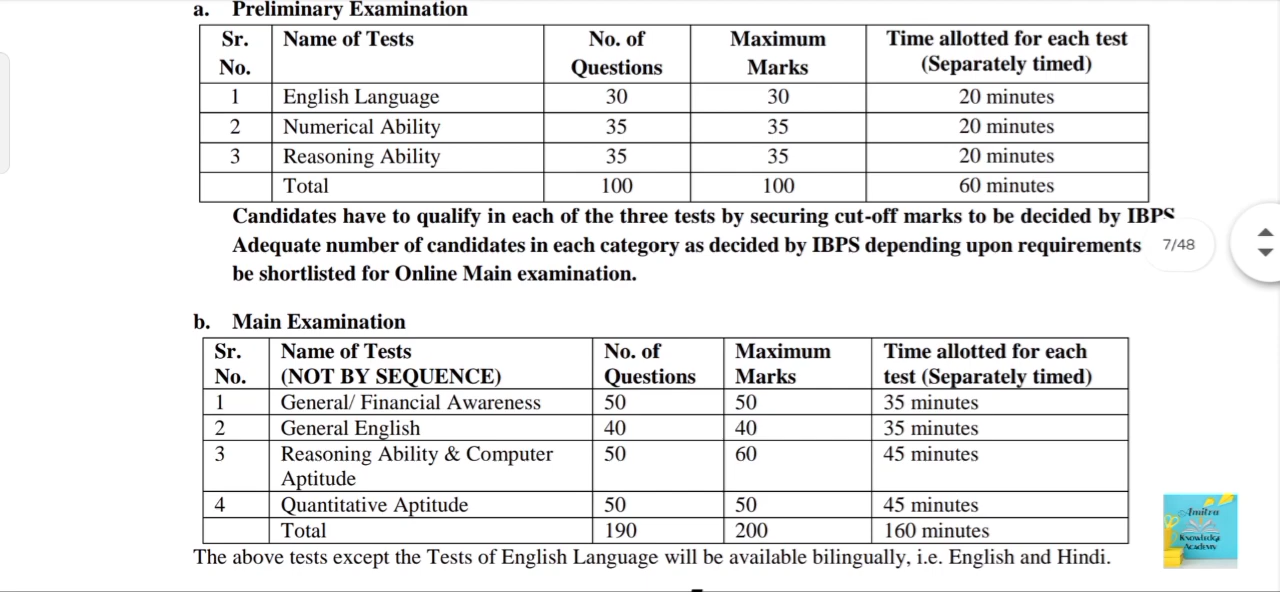 a. Preliminary Examination
Sr. No. Name of Tests No. of Questions Maximum Marks Time allotted for each test (Separately timed)
1 English Language 30 30 20 minutes
2 Numerical Ability 35 35 20 minutes
3 Reasoning Ability 35 35 20 minutes
Total 100 100 60 minutes
Candidates have to qualify in each of the three tests by securing cut-off marks to be decided by IBPS
Adequate number of candidates in each category as decided by IBPS depending upon requirements
be shortlisted for Online Main examination.
7/48
b. Main Examination
Sr. No. Name of Tests (NOT BY SEQUENCE) No. of Questions Maximum Marks Time allotted for each test (Separately timed)
1 General/ Financial Awareness 50 50 35 minutes
2 General English 40 40 35 minutes
3 Reasoning Ability & Computer Aptitude 50 60 45 minutes
4 Quantitative Aptitude 50 50 45 minutes
Total 190 200 160 minutes
The above tests except the Tests of English Language will be available bilingually, i.e. English and Hindi.
Amitra
Knowledge
Academy